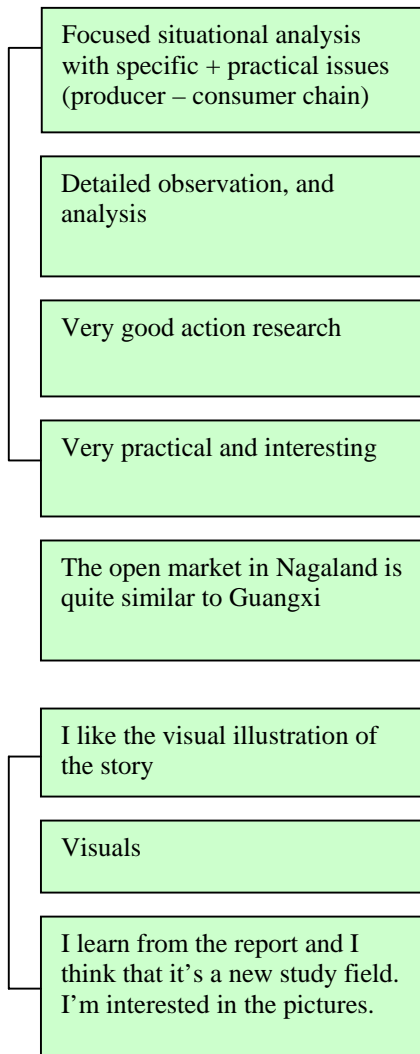 Focused situational analysis
with specific + practical issues
(producer – consumer chain)
Detailed observation, and
analysis
Very good action research
Very practical and interesting
The open market in Nagaland is
quite similar to Guangxi
I like the visual illustration of
the story
Visuals
I learn from the report and I
think that it’s a new study field.
I’m interested in the pictures.